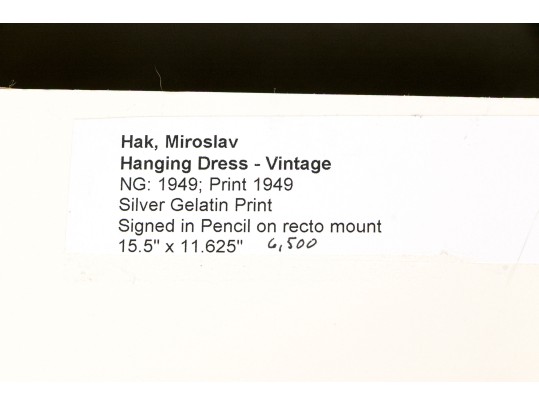 Hak, Miroslav
Hanging Dress - Vintage
NG: 1949; Print 1949
Silver Gelatin Print
Signed in Pencil on recto mount
15.5" x 11.625" 6,500